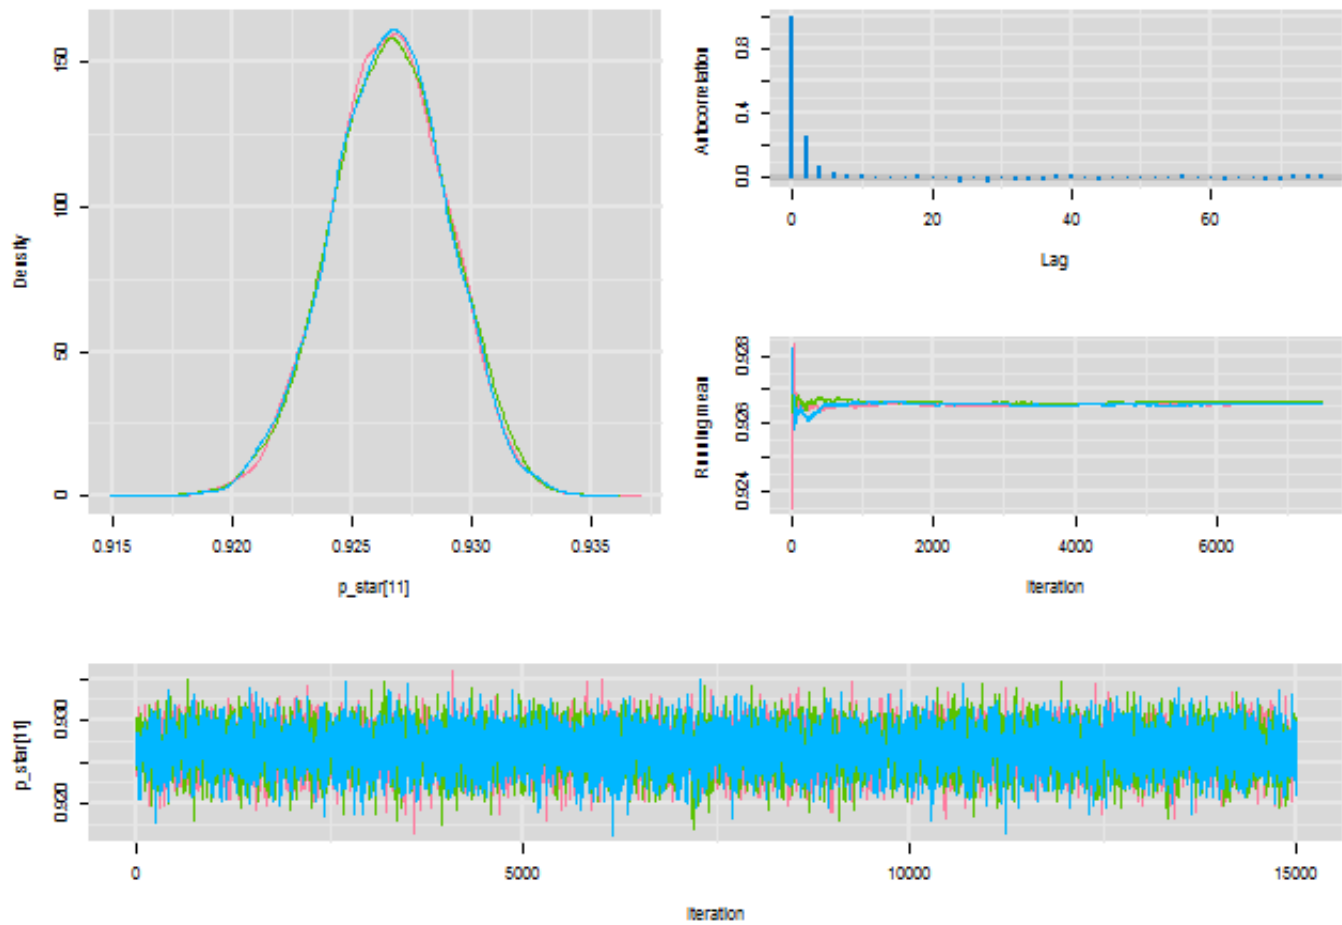 Density
150
100
50
0
0.915 0.920 0.925 0.930 0.935
p_star[11]
Autocorrelation
0.8
0.4
0.0
0 20 40 60
Lag
Running mean
0.928
0.926
0.924
0 2000 4000 6000
Iteration
p_star[11]
0.930
0.920
0 5000 10000 15000
Iteration